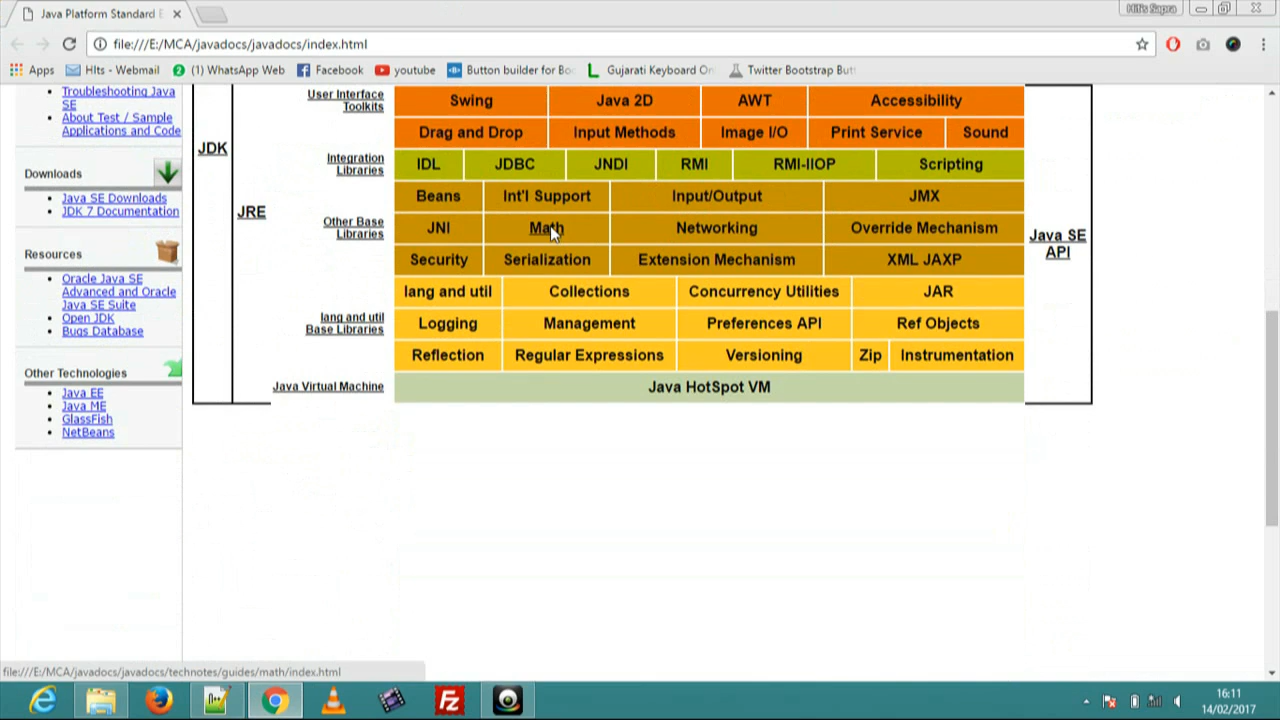 Java Platform Standard E
Hit's Sapra
file:///E:/MCA/javadocs/javadocs/index.html
Apps
HIts - Webmail
(1) WhatsApp Web
Facebook
youtube
Button builder for Boo
Gujarati Keyboard On
Twitter Bootstrap Butt
Troubleshooting Java
SE
About Test / Sample
Applications and Code
Downloads
Java SE Downloads
JDK 7 Documentation
Resources
Oracle Java SE
Advanced and Oracle
Java SE Suite
Open JDK
Bugs Database
Other Technologies
Java EE
Java ME
GlassFish
NetBeans
JDK
JRE
User Interface
Toolkits
Swing
Java 2D
AWT
Accessibility
Drag and Drop
Input Methods
Image I/O
Print Service
Sound
Integration
Libraries
IDL
JDBC
JNDI
RMI
RMI-IIOP
Scripting
Other Base
Libraries
Beans
Int'l Support
Input/Output
JMX
JNI
Math
Networking
Override Mechanism
Security
Serialization
Extension Mechanism
XML JAXP
lang and util
Base Libraries
lang and util
Collections
Concurrency Utilities
JAR
Logging
Management
Preferences API
Ref Objects
Reflection
Regular Expressions
Versioning
Zip
Instrumentation
Java Virtual Machine
Java HotSpot VM
Java SE
API
file:///E:/MCA/javadocs/javadocs/technotes/guides/math/index.html
16:11
14/02/2017